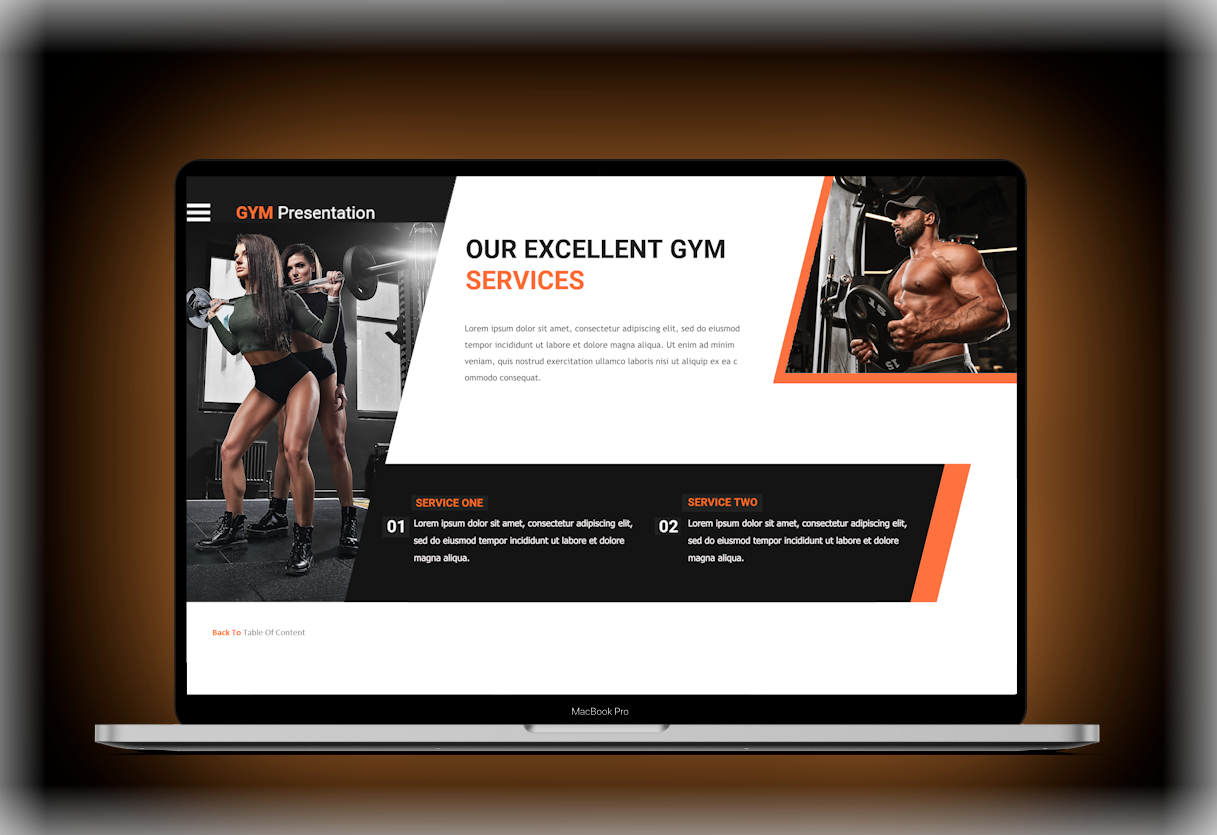 GYM Presentation
OUR EXCELLENT GYM
SERVICES
Lorem ipsum dolor sit amet, consectetur adipiscing elit, sed do eiusmod
tempor incididunt ut labore et dolore magna aliqua. Ut enim ad minim
veniam, quis nostrud exercitation ullamco laboris nisi ut aliquip ex ea c
ommodo consequat.
15
15
SERVICE ONE
01
Lorem ipsum dolor sit amet, consectetur adipiscing elit,
sed do eiusmod tempor incididunt ut labore et dolore
magna aliqua.
SERVICE TWO
02
Lorem ipsum dolor sit amet, consectetur adipiscing elit,
sed do eiusmod tempor incididunt ut labore et dolore
magna aliqua.
Back To Table Of Content
MacBook Pro